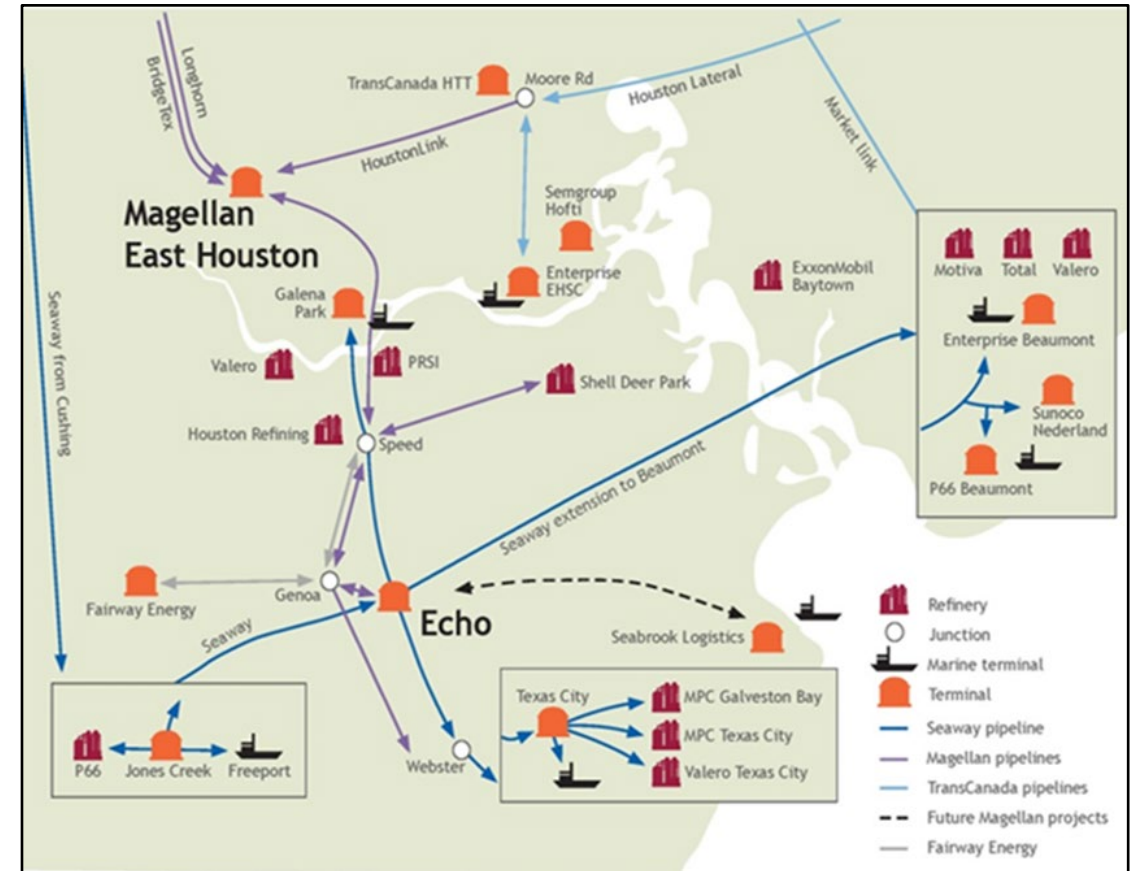 TransCanada HTT
Moore Rd
Houston Lateral
Longhorn
BridgeTex
HoustonLink
Market link
Magellan
East Houston
Semgroup
Hofti
Enterprise
EHSC
ExxonMobil
Baytown
Motiva
Total
Valero
Enterprise Beaumont
Sunoco
Nederland
P66 Beaumont
Galena
Park
Valero
PRSI
Shell Deer Park
Houston Refining
Speed
Seaway from Cushing
Seaway extension to Beaumont
Fairway Energy
Genoa
Echo
Seaway
Seabrook Logistics
P66
Jones Creek
Freeport
Webster
Texas City
MPC Galveston Bay
MPC Texas City
Valero Texas City
Refinery
Junction
Marine terminal
Terminal
Seaway pipeline
Magellan pipelines
TransCanada pipelines
Future Magellan projects
Fairway Energy